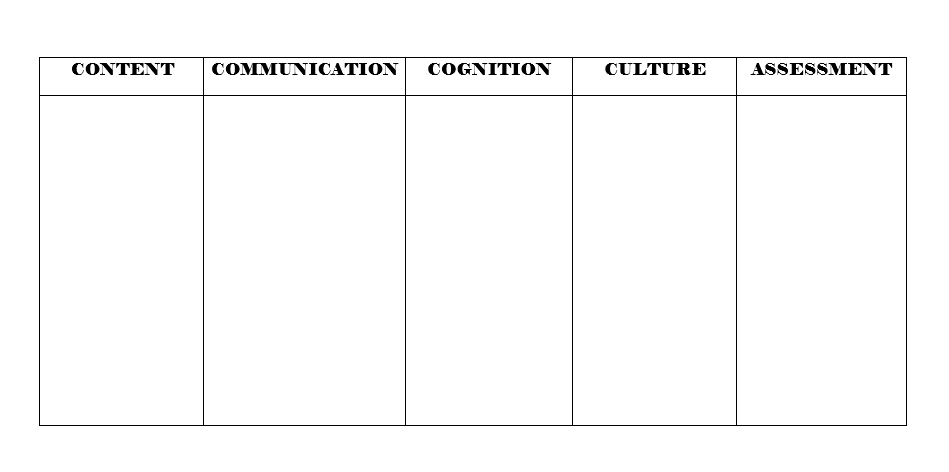 CONTENT COMMUNICATION COGNITION CULTURE ASSESSMENT